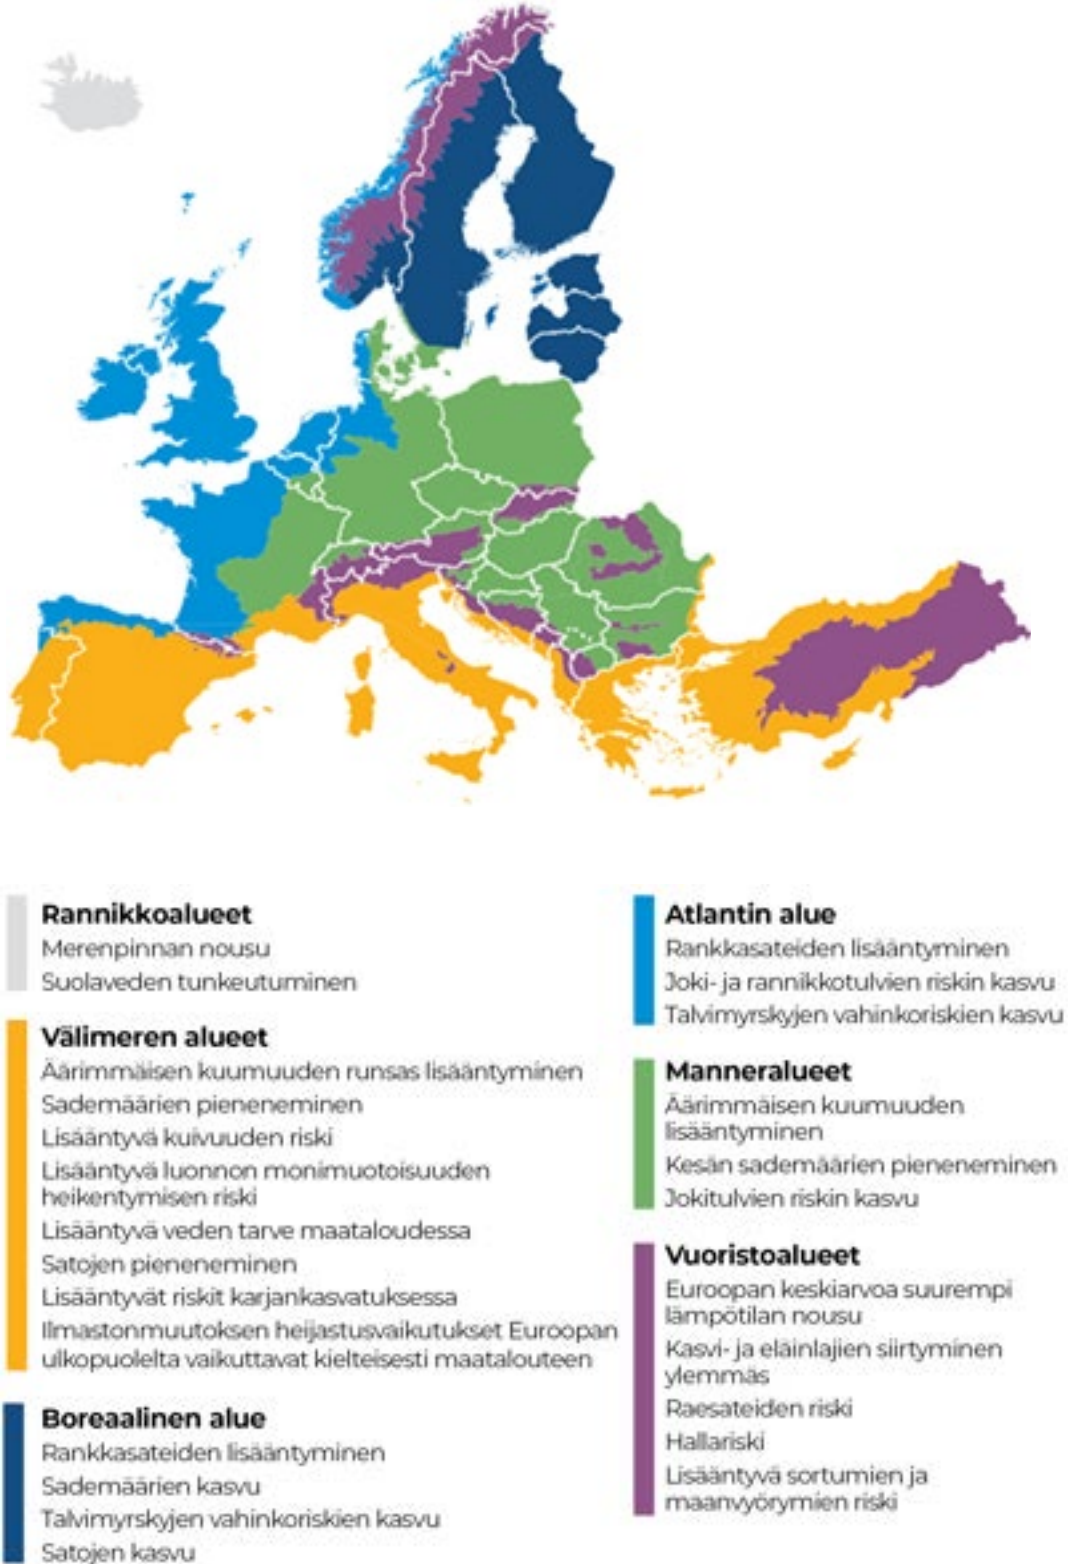 Rannikkoalueet
Merenpinnan nousu
Suolaveden tunkeutuminen
Välimeren alueet
Äärimmäisen kuumuuden runsas lisääntyminen
Sademäärien pieneneminen
Lisääntyvä kuivuuden riski
Lisääntyvä luonnon monimuotoisuuden
heikentymisen riski
Lisääntyvä veden tarve maataloudessa
Satojen pieneneminen
Lisääntyvät riskit karjankasvatuksessa
Ilmastonmuutoksen heijastusvaikutukset Euroopan
ulkopuolelta vaikuttavat kielteisesti maatalouteen
Boreaalinen alue
Rankkasateiden lisääntyminen
Sademäärien kasvu
Talvimyrskyjen vahinkoriskien kasvu
Satojen kasvu
Atlantin alue
Rankkasateiden lisääntyminen
Joki- ja rannikkotulvien riskin kasvu
Talvimyrskyjen vahinkoriskien kasvu
Manneralueet
Äärimmäisen kuumuuden
lisääntyminen
Kesän sademäärien pieneneminen
Jokitulvien riskin kasvu
Vuoristoalueet
Euroopan keskiarvoa suurempi
lämpötilan nousu
Kasvi- ja eläinlajien siirtyminen
ylemmäs
Raesateiden riski
Hallariski
Lisääntyvä sortumien ja
maanvyörymien riski